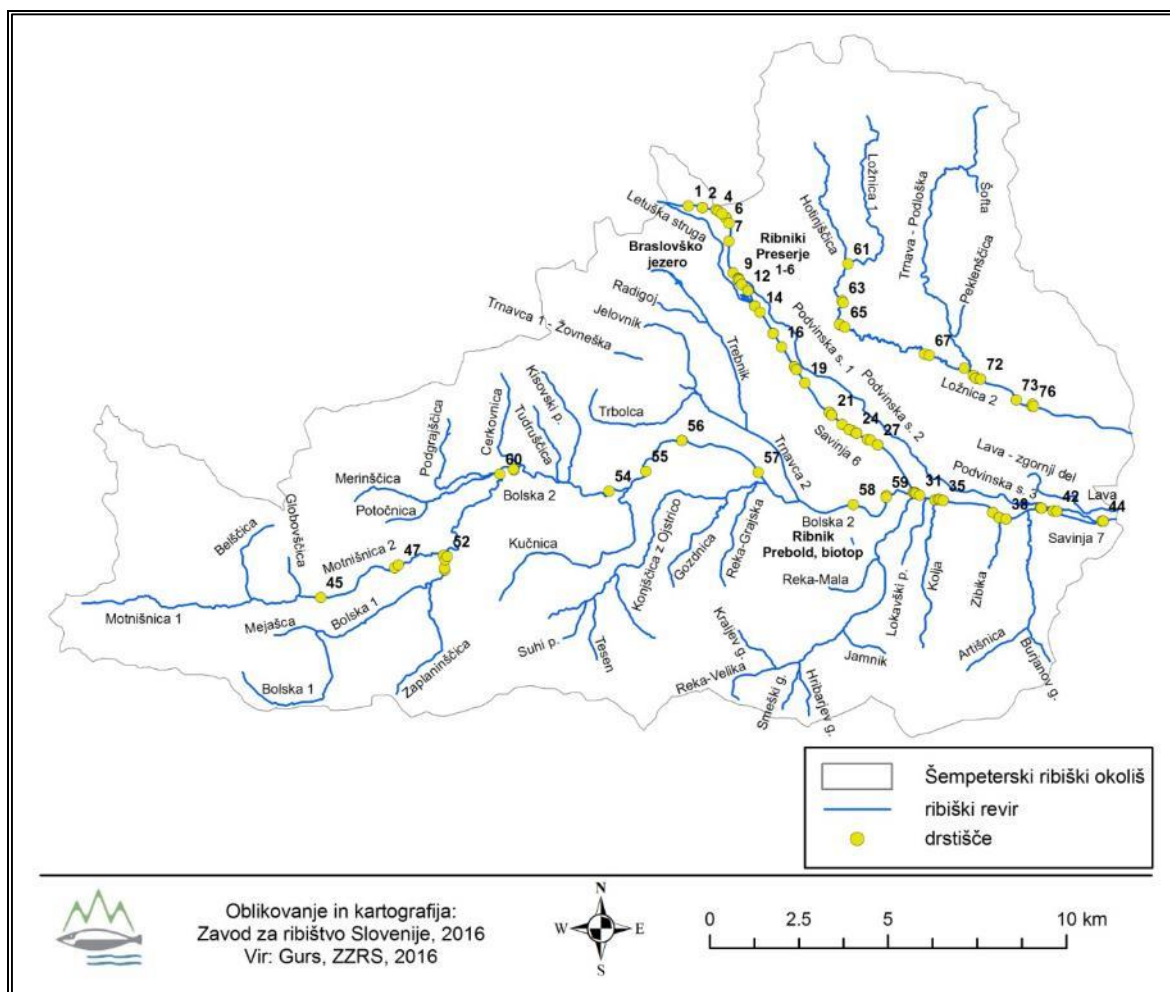 1
2
4
6
7
Letuška struga
Braslovško
jezero
Ribniki
Preserje
1-6
9
12
14
16
19
21
24
27
Hotinjščica
Ložnica 1
Trnava - Podloška
Šofta
Peklenščica
61
63
65
67
72
73
76
Ložnica 2
Radigoj
Jelovnik
Trnavca 1 - Žovneška
Trebnik
Podvinska s. 1
Podvinska s. 2
Savinja 6
Trbolca
Kisovski p.
Tudruščica
Cerkovnica
Podgrajščica
Merinščica
Potočnica
60
Bolska 2
54
55
56
57
Trnavca 2
58
59
31
35
Lava - zgornji del
Podvinska s. 3
38
42
Lava
44
Savinja 7
Bolska 2
Ribnik
Prebold, biotop
Globovščica
Belščica
Motnišnica 2
47
52
45
Motnišnica 1
Mejašca
Bolska 1
Bolska 1
Zaplaninščica
Kučnica
Konjščica z Ojstrico
Gozdnica
Reka-Grajska
Suhi p.
Tesen
Reka-Mala
Kraljev g.
Reka-Velika
Smeški g.
Hribarjev g.
Jamnik
Lokavški p.
Kolja
Zibika
Artišnica
Burjanov g.
Šempeterski ribiški okoliš
ribiški revir
drstišče
Oblikovanje in kartografija:
Zavod za ribištvo Slovenije, 2016
Vir: Gurs, ZZRS, 2016
N
W
E
S
0 2.5 5 10 km